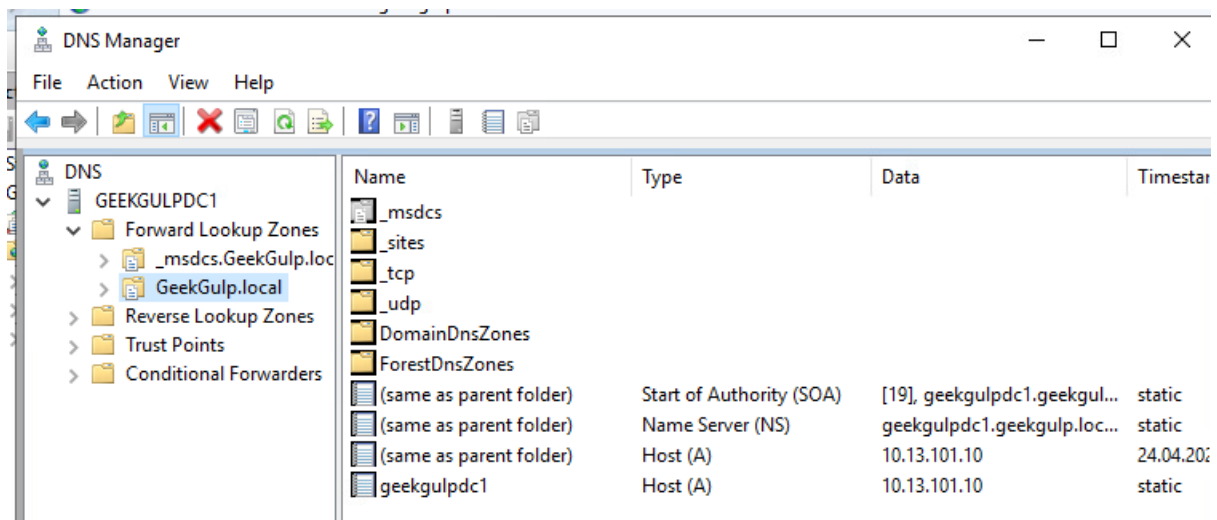 DNS Manager
File Action View Help
DNS
GEEKGULPDC1
Forward Lookup Zones
_msdcs.GeekGulp.loc
GeekGulp.local
Reverse Lookup Zones
Trust Points
Conditional Forwarders
Name Type Data Timestar
_msdcs
_sites
_tcp
_udp
DomainDnsZones
ForestDnsZones
(same as parent folder) Start of Authority (SOA) [19], geekgulpdc1.geekgul... static
(same as parent folder) Name Server (NS) geekgulpdc1.geekgulp.loc... static
(same as parent folder) Host (A) 10.13.101.10 24.04.202
geekgulpdc1 Host (A) 10.13.101.10 static